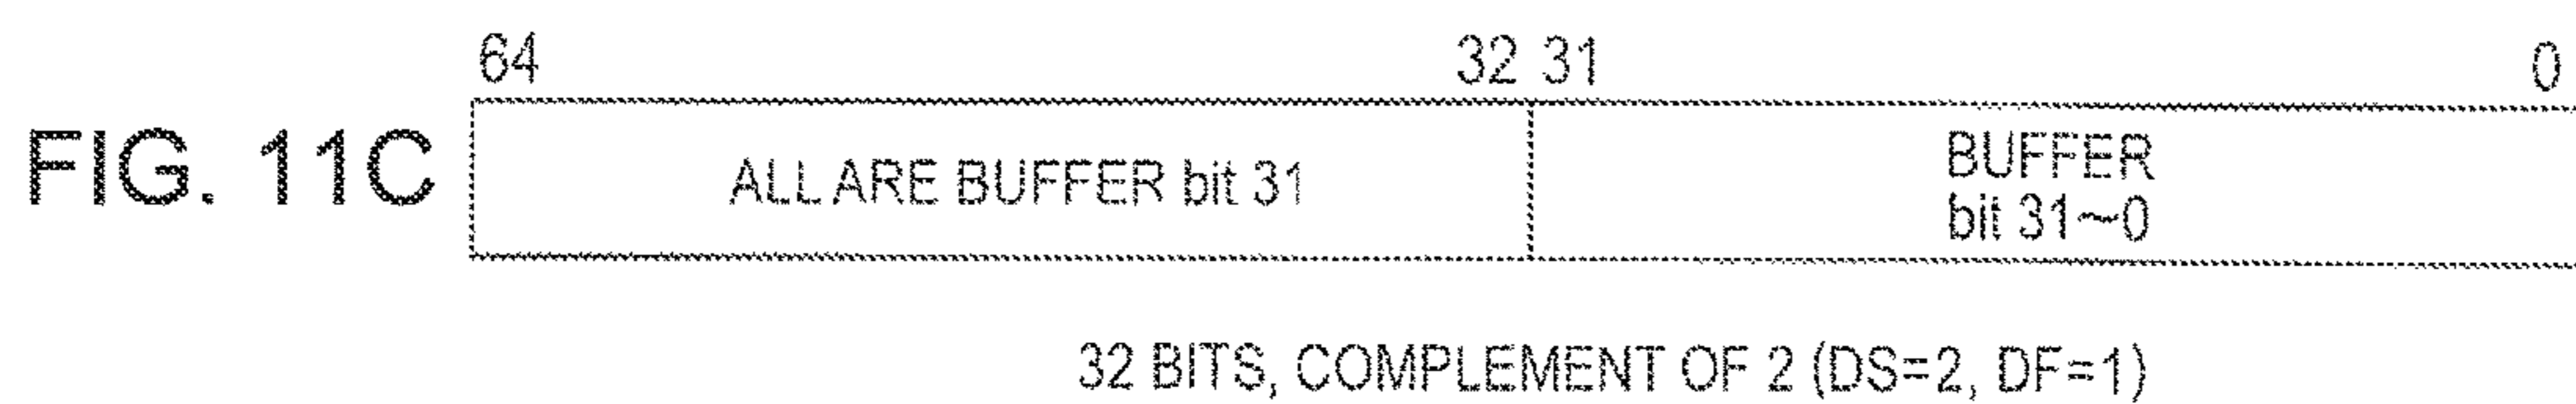 64 32 31 0
FIG. 11C
ALL ARE BUFFER bit 31
BUFFER
bit 31~0
32 BITS, COMPLEMENT OF 2 (DS=2, DF=1)